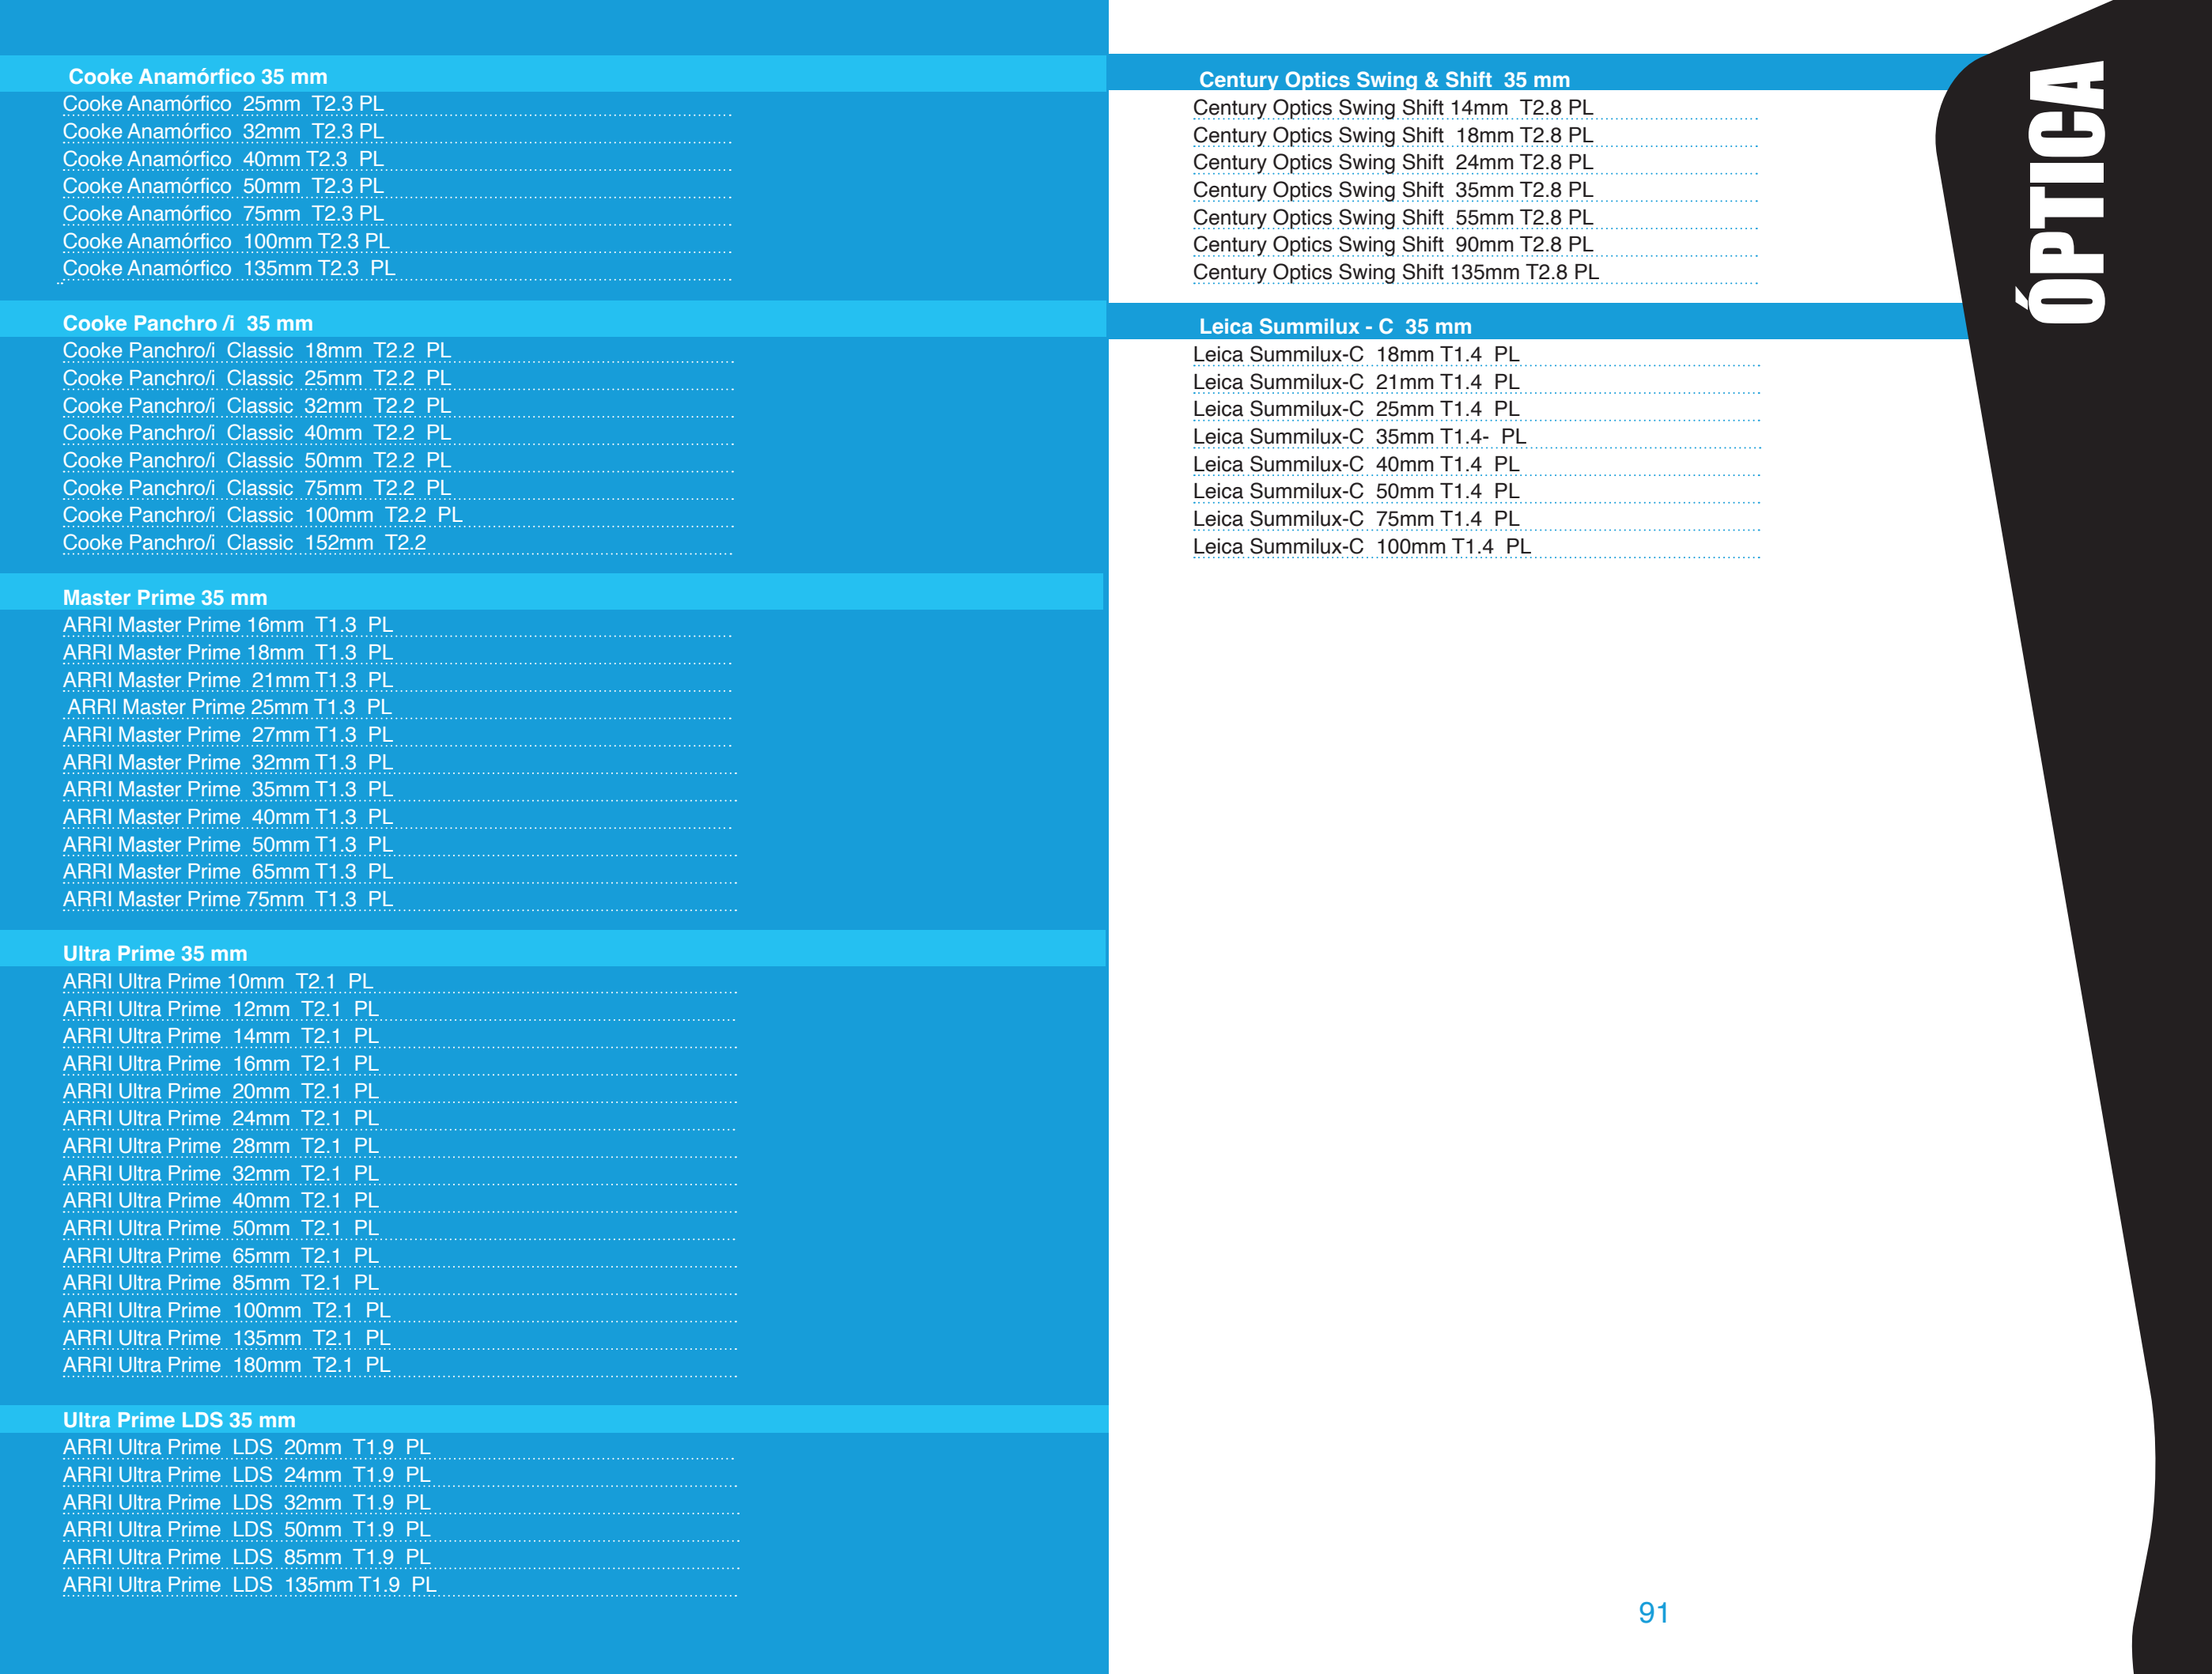 Cooke Anamórfico 35 mm
Cooke Anamórfico 25mm T2.3 PL
Cooke Anamórfico 32mm T2.3 PL
Cooke Anamórfico 40mm T2.3 PL
Cooke Anamórfico 50mm T2.3 PL
Cooke Anamórfico 75mm T2.3 PL
Cooke Anamórfico 100mm T2.3 PL
Cooke Anamórfico 135mm T2.3 PL
Cooke Panchro /i 35 mm
Cooke Panchro/i Classic 18mm T2.2 PL
Cooke Panchro/i Classic 25mm T2.2 PL
Cooke Panchro/i Classic 32mm T2.2 PL
Cooke Panchro/i Classic 40mm T2.2 PL
Cooke Panchro/i Classic 50mm T2.2 PL
Cooke Panchro/i Classic 75mm T2.2 PL
Cooke Panchro/i Classic 100mm T2.2 PL
Cooke Panchro/i Classic 152mm T2.2
Master Prime 35 mm
ARRI Master Prime 16mm T1.3 PL
ARRI Master Prime 18mm T1.3 PL
ARRI Master Prime 21mm T1.3 PL
ARRI Master Prime 25mm T1.3 PL
ARRI Master Prime 27mm T1.3 PL
ARRI Master Prime 32mm T1.3 PL
ARRI Master Prime 35mm T1.3 PL
ARRI Master Prime 40mm T1.3 PL
ARRI Master Prime 50mm T1.3 PL
ARRI Master Prime 65mm T1.3 PL
ARRI Master Prime 75mm T1.3 PL
Ultra Prime 35 mm
ARRI Ultra Prime 10mm T2.1 PL
ARRI Ultra Prime 12mm T2.1 PL
ARRI Ultra Prime 14mm T2.1 PL
ARRI Ultra Prime 16mm T2.1 PL
ARRI Ultra Prime 20mm T2.1 PL
ARRI Ultra Prime 24mm T2.1 PL
ARRI Ultra Prime 28mm T2.1 PL
ARRI Ultra Prime 32mm T2.1 PL
ARRI Ultra Prime 40mm T2.1 PL
ARRI Ultra Prime 50mm T2.1 PL
ARRI Ultra Prime 65mm T2.1 PL
ARRI Ultra Prime 85mm T2.1 PL
ARRI Ultra Prime 100mm T2.1 PL
ARRI Ultra Prime 135mm T2.1 PL
ARRI Ultra Prime 180mm T2.1 PL
Ultra Prime LDS 35 mm
ARRI Ultra Prime LDS 20mm T1.9 PL
ARRI Ultra Prime LDS 24mm T1.9 PL
ARRI Ultra Prime LDS 32mm T1.9 PL
ARRI Ultra Prime LDS 50mm T1.9 PL
ARRI Ultra Prime LDS 85mm T1.9 PL
ARRI Ultra Prime LDS 135mm T1.9 PL
Century Optics Swing & Shift 35 mm
Century Optics Swing Shift 14mm T2.8 PL
Century Optics Swing Shift 18mm T2.8 PL
Century Optics Swing Shift 24mm T2.8 PL
Century Optics Swing Shift 35mm T2.8 PL
Century Optics Swing Shift 55mm T2.8 PL
Century Optics Swing Shift 90mm T2.8 PL
Century Optics Swing Shift 135mm T2.8 PL
Leica Summilux - C 35 mm
Leica Summilux-C 18mm T1.4 PL
Leica Summilux-C 21mm T1.4 PL
Leica Summilux-C 25mm T1.4 PL
Leica Summilux-C 35mm T1.4- PL
Leica Summilux-C 40mm T1.4 PL
Leica Summilux-C 50mm T1.4 PL
Leica Summilux-C 75mm T1.4 PL
Leica Summilux-C 100mm T1.4 PL
ÓPTICA
91